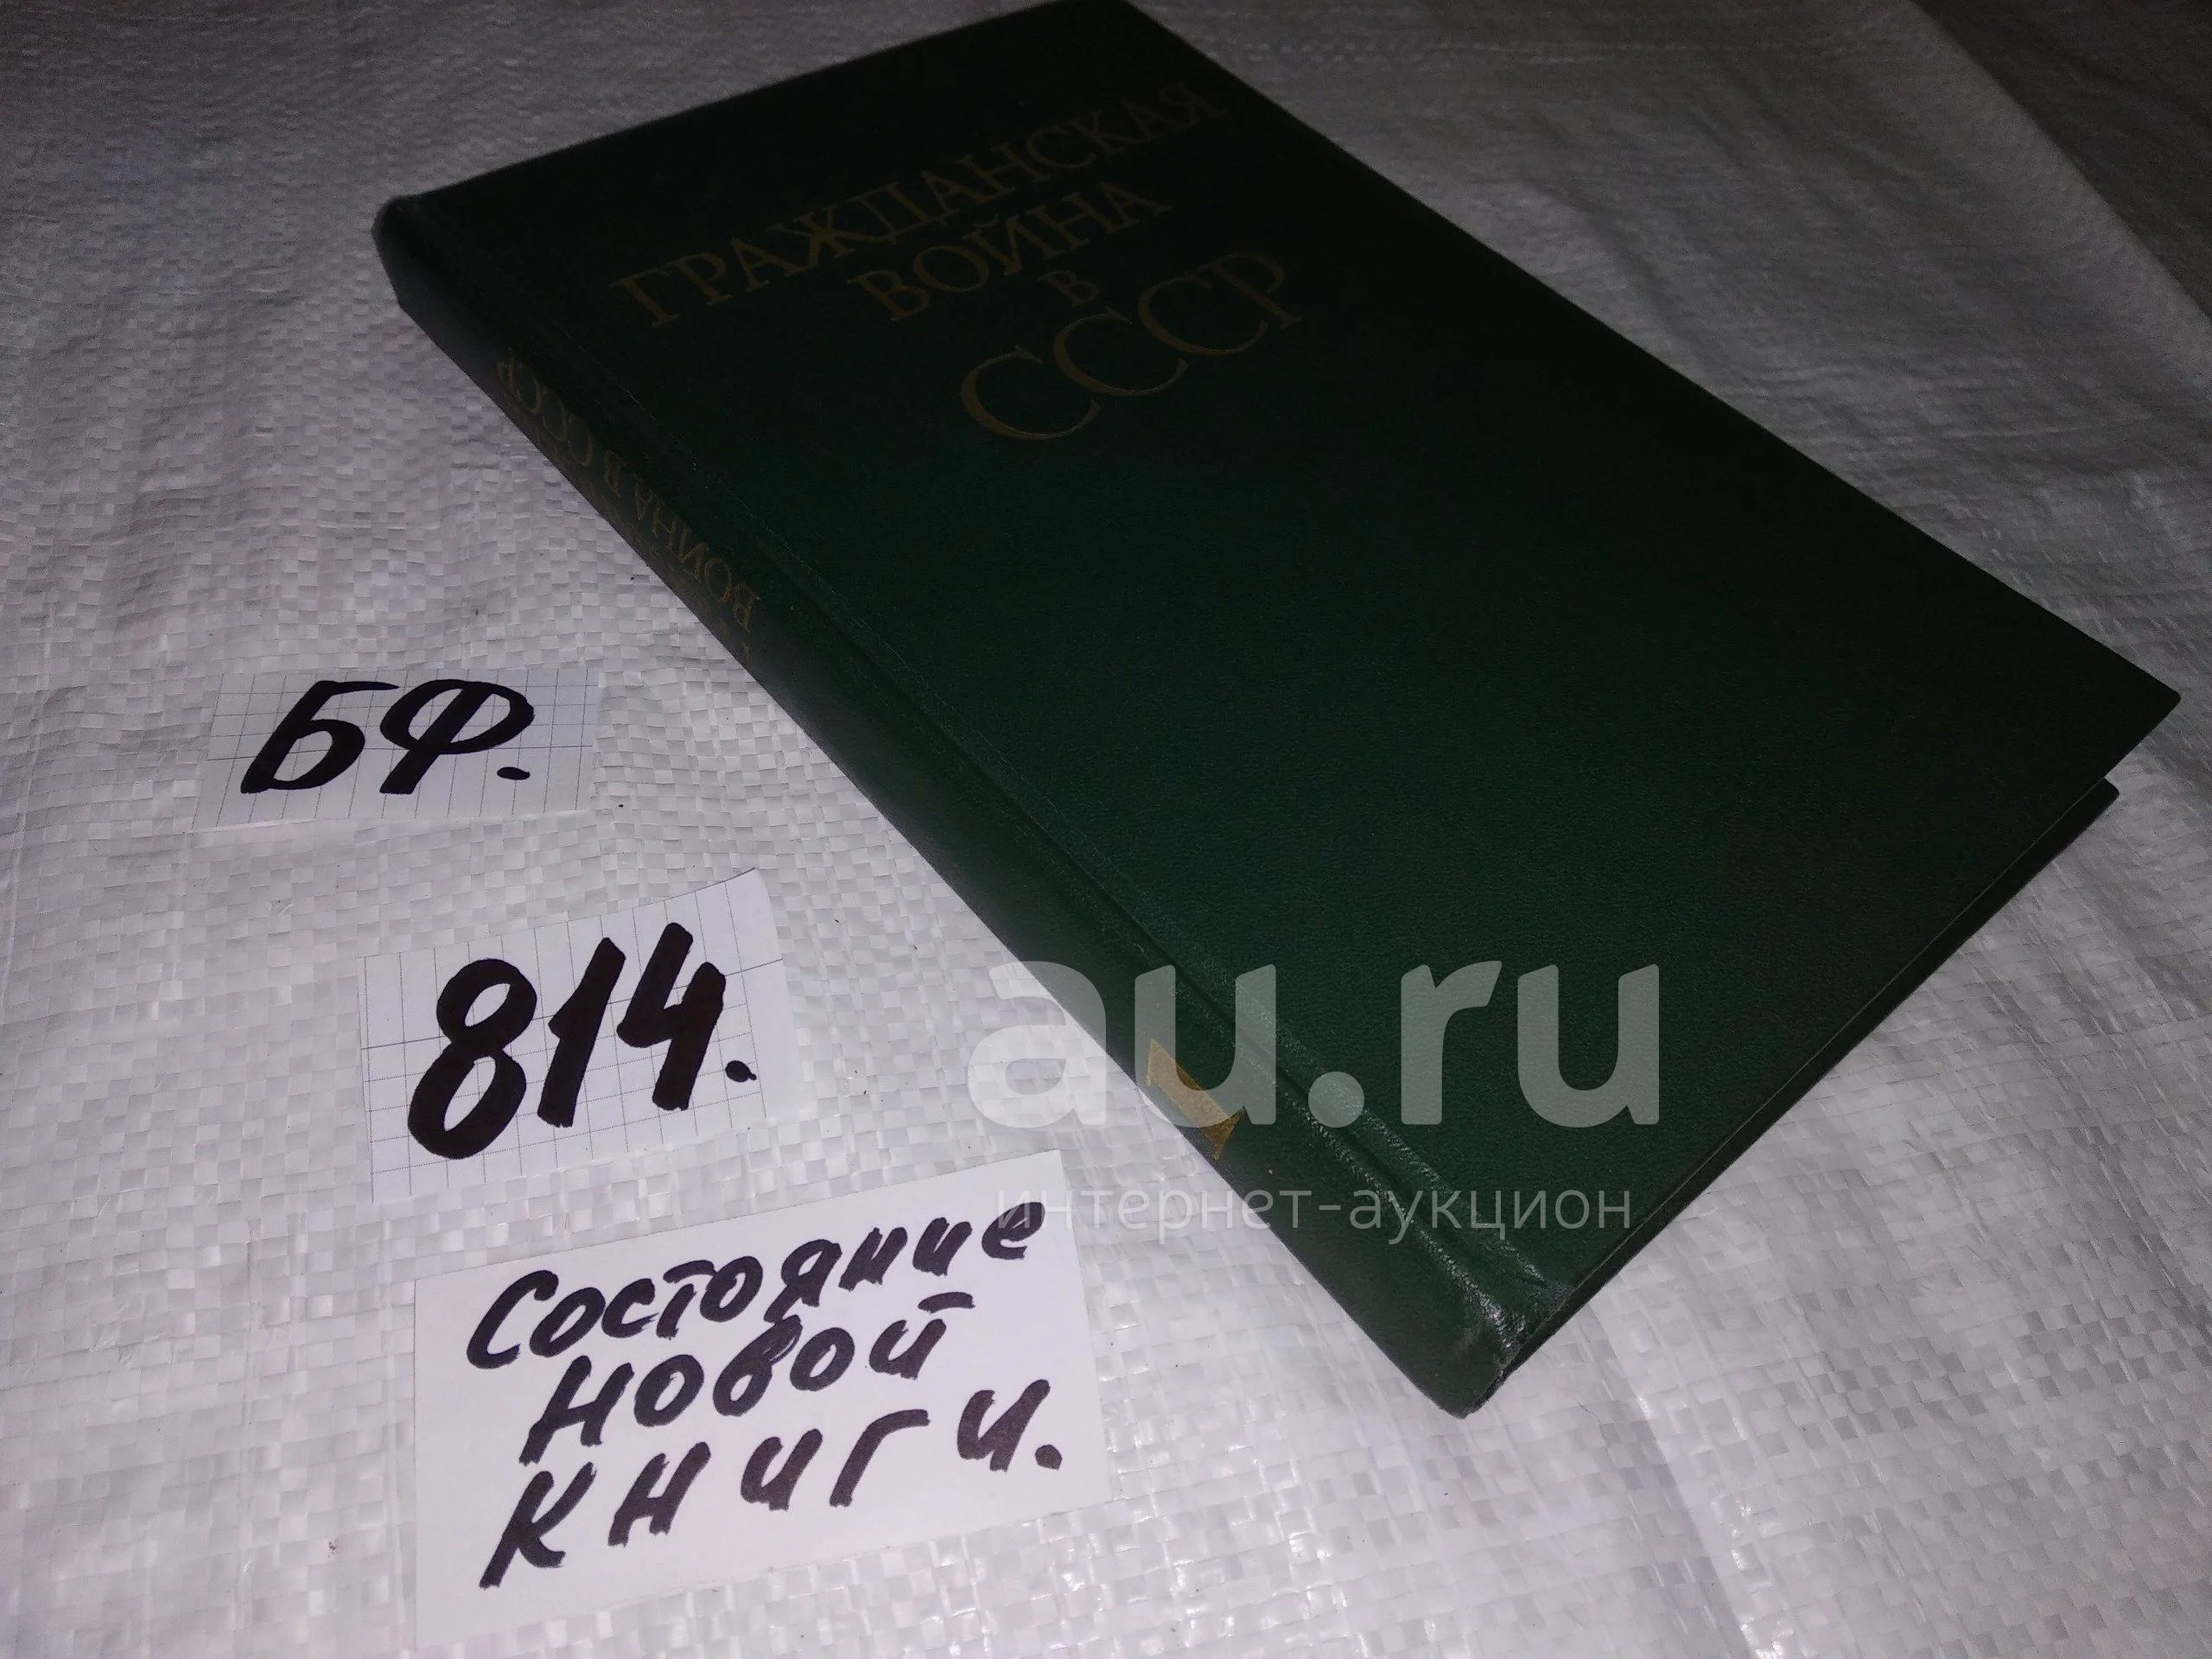 ГРАЖДАНСКАЯ
ВОЙНА
В
СССР
ВОЙНА В СССР
БФ.
814.
au.ru
интернет-аукцион
Состояние
новой
книги.